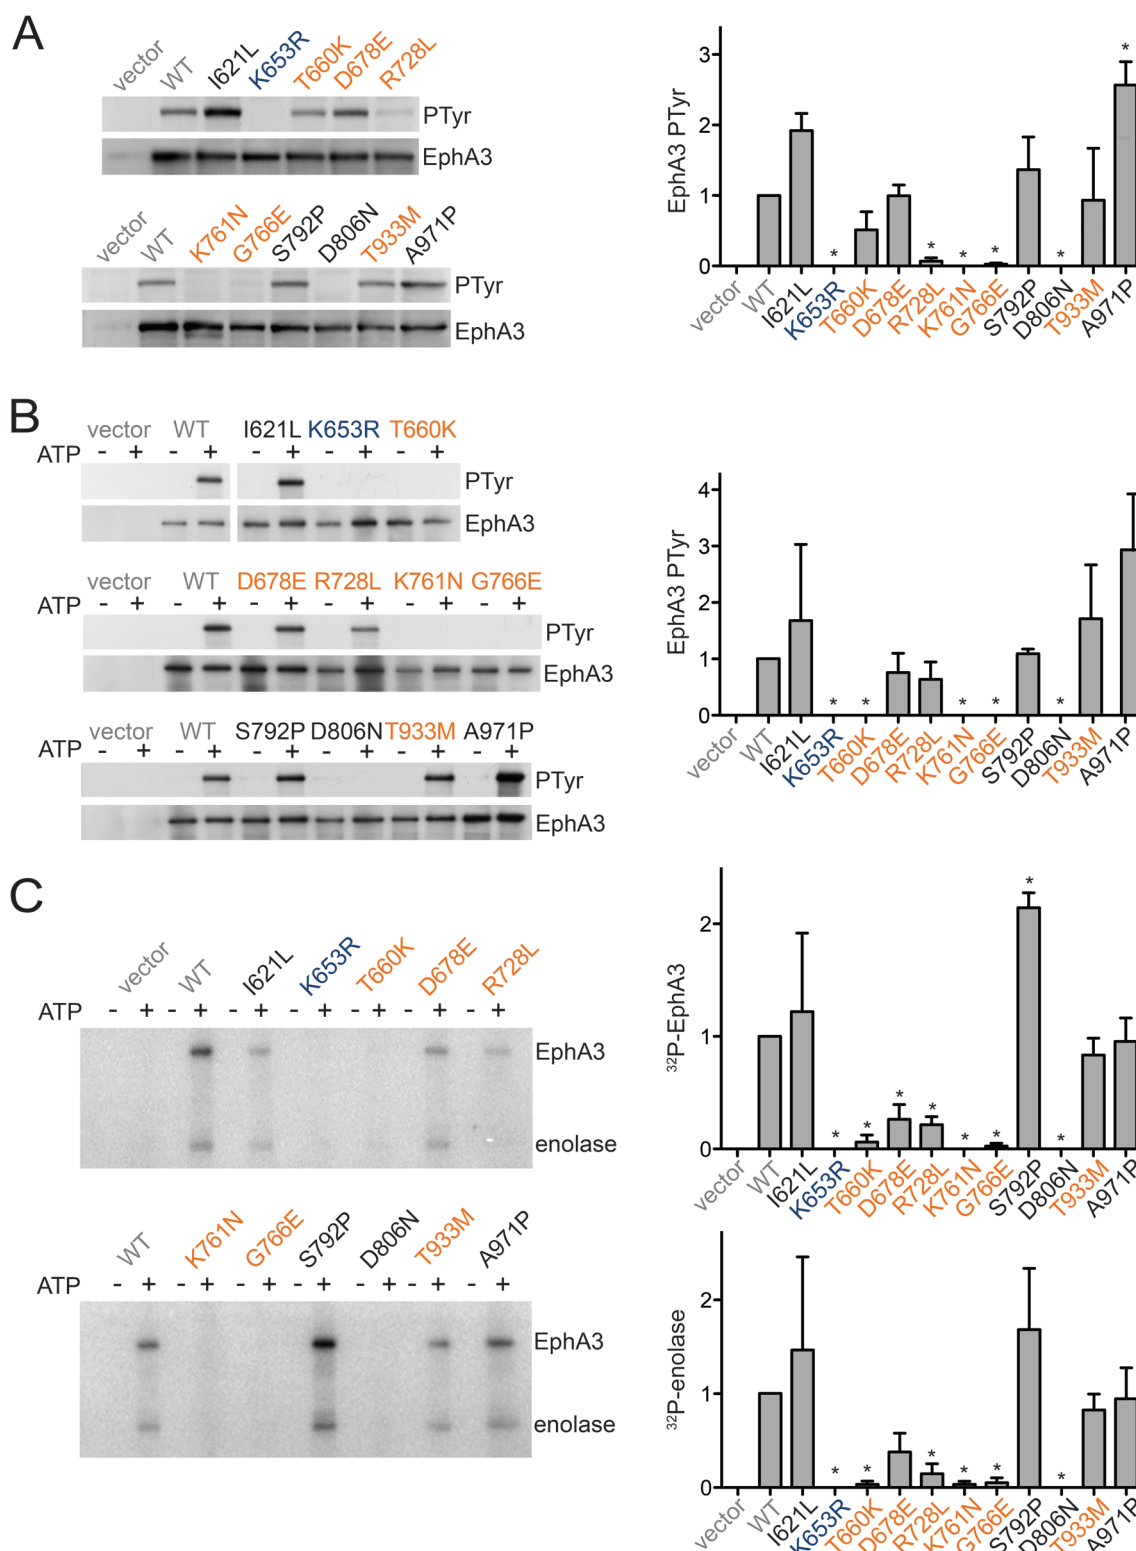 A
vector WT I621L K653R T660K D678E R728L
PTyr
EphA3
vector WT K761N G766E S792P D806N T933M A971P
PTyr
EphA3
EphA3 PTyr
3
2
1
0
* * * * * *
vector WT I621L K653R T660K D678E R728L K761N G766E S792P D806N T933M A971P
B
vector WT I621L K653R T660K
ATP - + - + - + - + - +
PTyr
EphA3
vector WT D678E R728L K761N G766E
ATP - + - + - + - + - + - +
PTyr
EphA3
vector WT S792P D806N T933M A971P
ATP - + - + - + - + - + - +
PTyr
EphA3
EphA3 PTyr
4
3
2
1
0
* * * * *
vector WT I621L K653R T660K D678E R728L K761N G766E S792P D806N T933M A971P
C
vector WT I621L K653R T660K D678E R728L
ATP - + - + - + - + - + - + - +
EphA3
enolase
WT K761N G766E S792P D806N T933M A971P
ATP - + - + - + - + - + - + - +
EphA3
enolase
32P-EphA3
2
1
0
* * * * * * * *
vector WT I621L K653R T660K D678E R728L K761N G766E S792P D806N T933M A971P
32P-enolase
2
1
0
* * * * * *
vector WT I621L K653R T660K D678E R728L K761N G766E S792P D806N T933M A971P